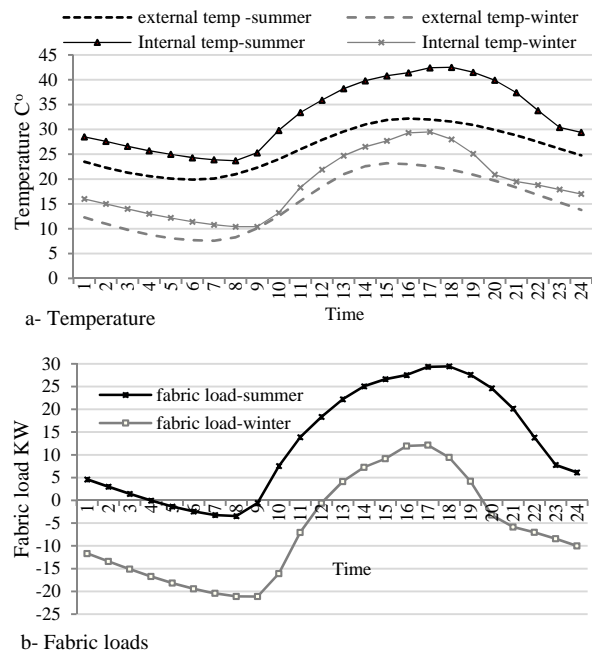 external temp -summer
external temp-winter
Internal temp-summer
Internal temp-winter
Temperature C°
45
40
35
30
25
20
15
10
5
0
1 2 3 4 5 6 7 8 9 10 11 12 13 14 15 16 17 18 19 20 21 22 23 24
Time
a- Temperature
Fabric load KW
30
25
20
15
10
5
0
-5
-10
-15
-20
-25
fabric load-summer
fabric load-winter
1 2 3 4 5 6 7 8 9 10 11 12 13 14 15 16 17 18 19 20 21 22 23 24
Time
b- Fabric loads